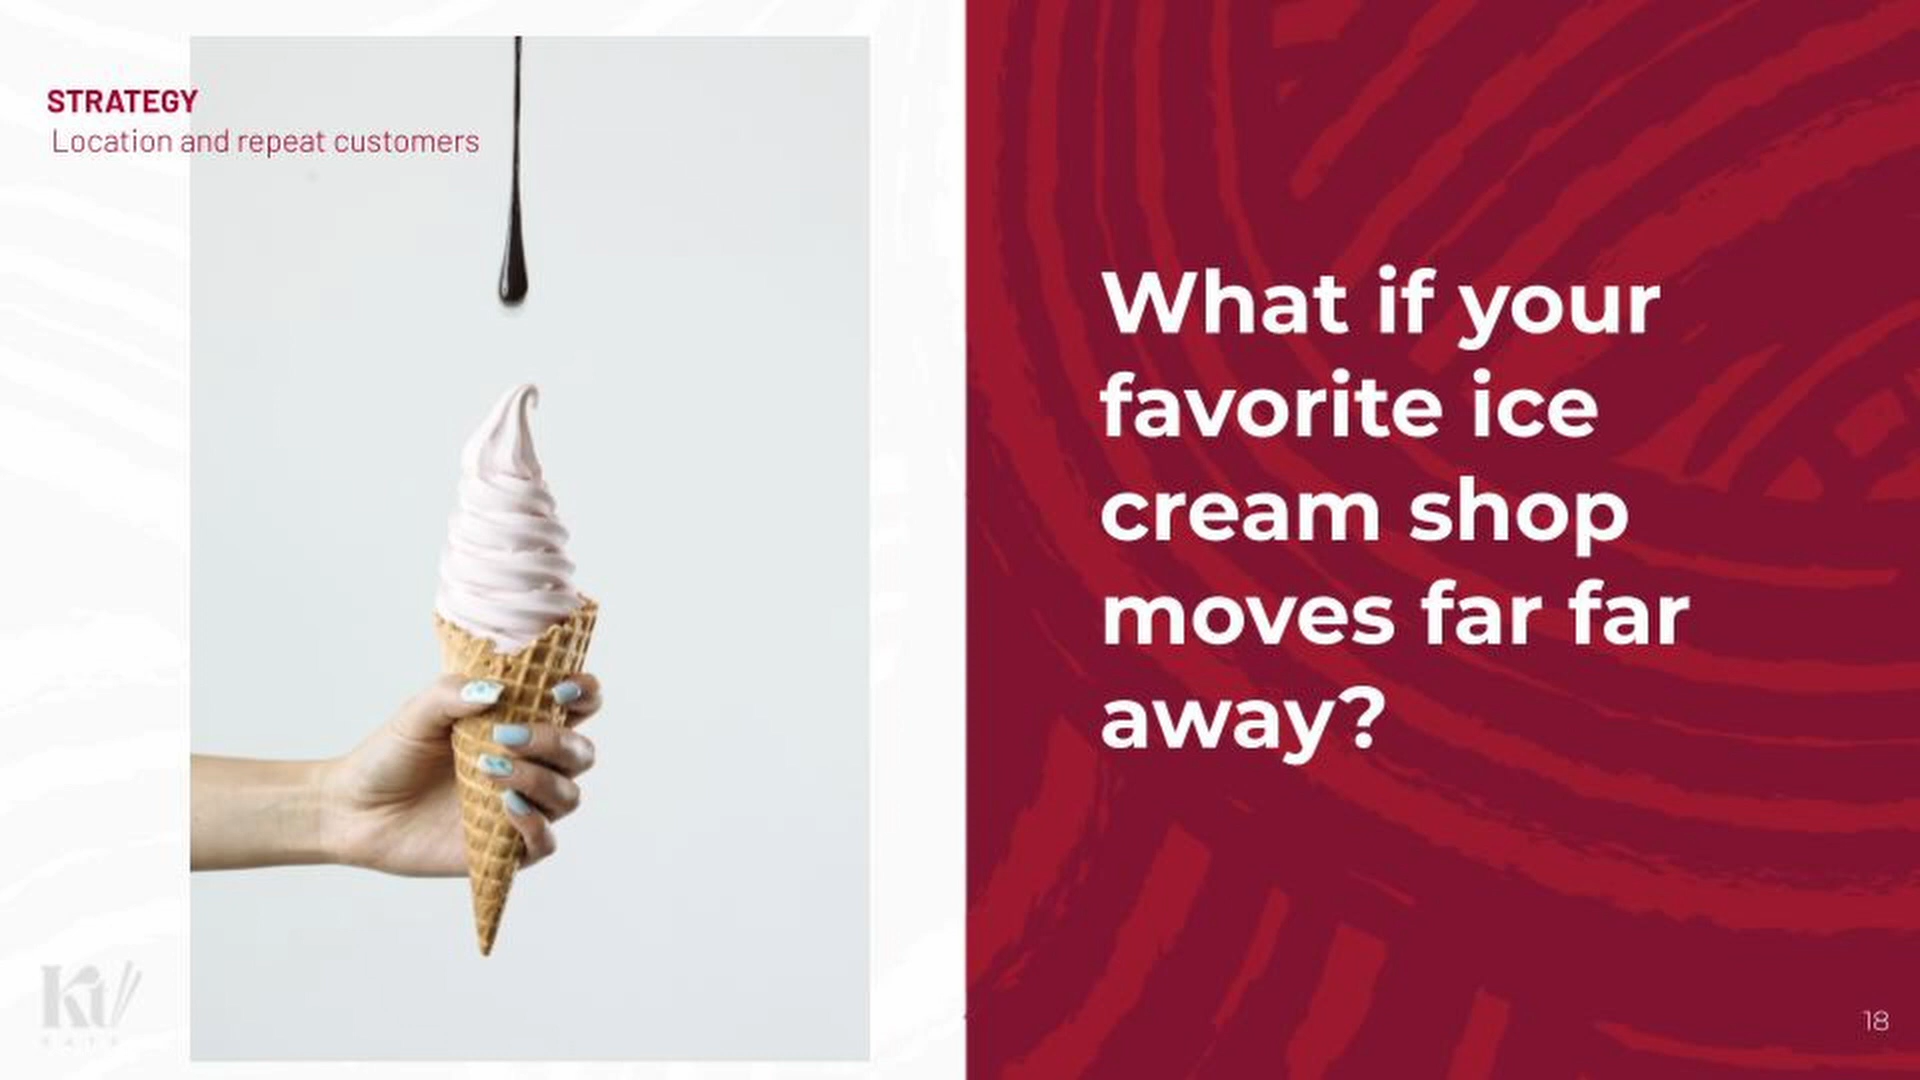 STRATEGY
Location and repeat customers
What if your
favorite ice
cream shop
moves far far
away?
18